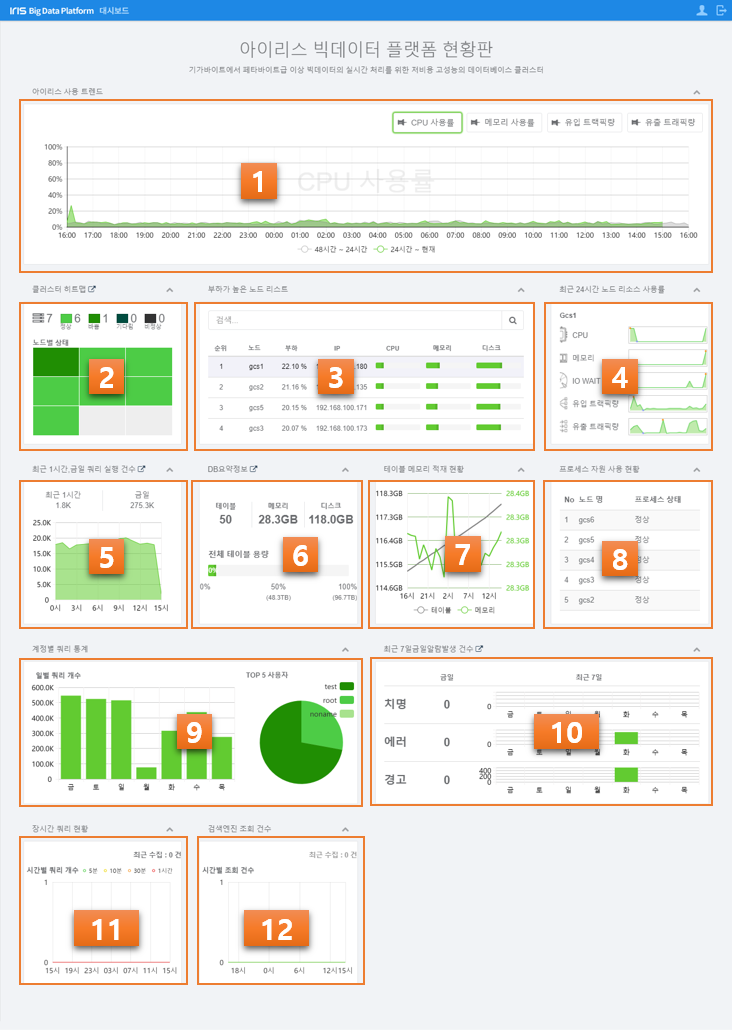 IRIS Big Data Platform 대시보드
아이리스 빅데이터 플랫폼 현황판
기가바이트에서 페타바이트급 이상 빅데이터의 실시간 처리를 위한 저비용 고성능의 데이터베이스 클러스터
아이리스 사용 트렌드
CPU 사용률 메모리 사용률 유입 트랙픽량 유출 트래픽량
CPU 사용률
1
100%
80%
60%
40%
20%
0%
16:00 17:00 18:00 19:00 20:00 21:00 22:00 23:00 00:00 01:00 02:00 03:00 04:00 05:00 06:00 07:00 08:00 09:00 10:00 11:00 12:00 13:00 14:00 15:00 16:00
48시간 ~ 24시간 24시간 ~ 현재
클러스터 히트맵
7 6 1 0 0
정상 바쁨 기다림 비정상
노드별 상태
2
부하가 높은 노드 리스트
검색...
순위 노드 부하 IP CPU 메모리 디스크
1 gcs1 22.10 % 180
2 gcs2 21.16 % 135
3 gcs5 20.15 % 192.168.100.171
4 gcs3 20.07 % 192.168.100.173
3
최근 24시간 노드 리소스 사용률
Gcs1
CPU
메모리
IO WAIT
유입 트랙픽량
유출 트래픽량
4
최근 1시간,금일 쿼리 실행 건수
최근 1시간 금일
1.8K 275.3K
25.0K
20.0K
15.0K
10.0K
5.0K
0
0시 3시 6시 9시 12시 15시
5
DB요약정보
테이블 메모리 디스크
50 28.3GB 118.0GB
전체 테이블 용량
0%
0% 50% 100%
(48.3TB) (96.7TB)
6
테이블 메모리 적재 현황
118.3GB 28.4GB
117.3GB 28.3GB
116.4GB 28.3GB
115.5GB 28.3GB
114.6GB 28.3GB
16시 21시 2시 7시 12시
테이블 메모리
7
프로세스 자원 사용 현황
No 노드 명 프로세스 상태
1 gcs6 정상
2 gcs5 정상
3 gcs4 정상
4 gcs3 정상
5 gcs2 정상
8
계정별 쿼리 통계
일별 쿼리 개수 TOP 5 사용자
600.0K
500.0K
400.0K
300.0K
200.0K
100.0K
0
금 토 일 월 화 수 목
test
root
noname
9
최근 7일금일알람발생 건수
금일 최근 7일
치명 0 0
금 토 일 월 화 수 목
에러 0 0
금 토 일 월 화 수 목
경고 0 400
200
0
금 토 일 월 화 수 목
10
장시간 쿼리 현황
최근 수집 : 0 건
시간별 쿼리 개수 5분 10분 30분 1시간
1
0
15시 19시 23시 03시 07시 11시 15시
11
검색엔진 조회 건수
최근 수집 : 0 건
시간별 조회 건수
1
0
18시 0시 6시 12시15시
12